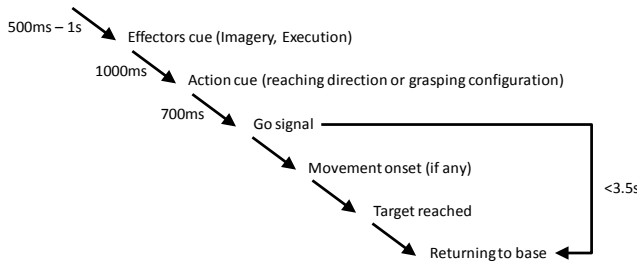 500ms – 1s
Effectors cue (Imagery, Execution)
1000ms
Action cue (reaching direction or grasping configuration)
700ms
Go signal
Movement onset (if any)
<3.5s
Target reached
Returning to base